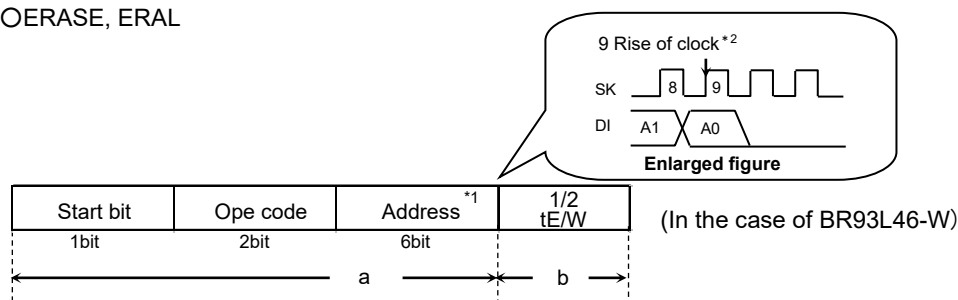 ○ERASE, ERAL
9 Rise of clock*2
SK 8 9
DI A1 A0
Enlarged figure
Start bit Ope code Address*1 1/2
tE/W
(In the case of BR93L46-W)
1bit 2bit 6bit
a b